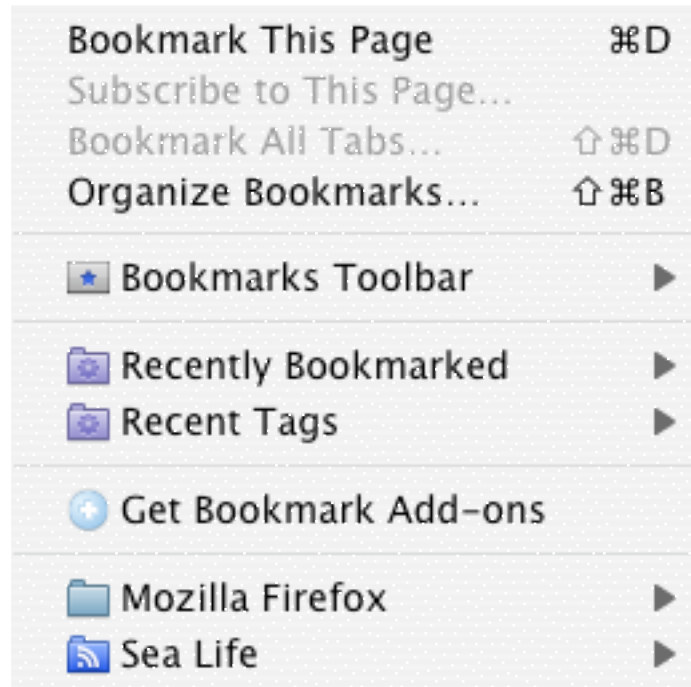 Bookmark This Page ⌘D
Subscribe to This Page...
Bookmark All Tabs... ⇧⌘D
Organize Bookmarks... ⇧⌘B
Bookmarks Toolbar
Recently Bookmarked
Recent Tags
Get Bookmark Add-ons
Mozilla Firefox
Sea Life